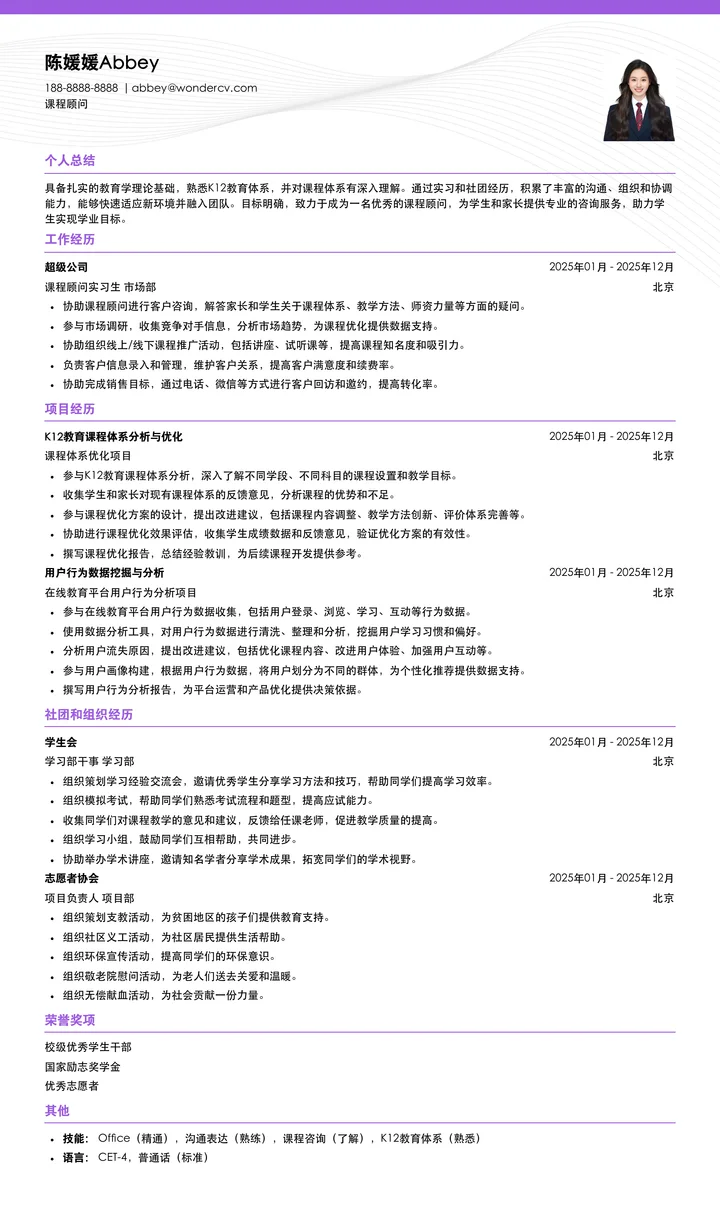 陈媛媛Abbey
188-8888-8888 | abbey@wondercv.com
课程顾问
个人总结
具备扎实的教育学理论基础，熟悉K12教育体系，并对课程体系有深入理解。通过实习和社团经历，积累了丰富的沟通、组织和协调
能力，能够快速适应新环境并融入团队。目标明确，致力于成为一名优秀的课程顾问，为学生和家长提供专业的咨询服务，助力学
生实现学业目标。
工作经历
超级公司 2025年01月 - 2025年12月
课程顾问实习生 市场部 北京
• 协助课程顾问进行客户咨询，解答家长和学生关于课程体系、教学方法、师资力量等方面的疑问。
• 参与市场调研，收集竞争对手信息，分析市场趋势，为课程优化提供数据支持。
• 协助组织线上/线下课程推广活动，包括讲座、试听课等，提高课程知名度和吸引力。
• 负责客户信息录入和管理，维护客户关系，提高客户满意度和续费率。
• 协助完成销售目标，通过电话、微信等方式进行客户回访和邀约，提高转化率。
项目经历
K12教育课程体系分析与优化 2025年01月 - 2025年12月
课程体系优化项目 北京
• 参与K12教育课程体系分析，深入了解不同学段、不同科目的课程设置和教学目标。
• 收集学生和家长对现有课程体系的反馈意见，分析课程的优势和不足。
• 参与课程优化方案的设计，提出改进建议，包括课程内容调整、教学方法创新、评价体系完善等。
• 协助进行课程优化效果评估，收集学生成绩数据和反馈意见，验证优化方案的有效性。
• 撰写课程优化报告，总结经验教训，为后续课程开发提供参考。
用户行为数据挖掘与分析 2025年01月 - 2025年12月
在线教育平台用户行为分析项目 北京
• 参与在线教育平台用户行为数据收集，包括用户登录、浏览、学习、互动等行为数据。
• 使用数据分析工具，对用户行为数据进行清洗、整理和分析，挖掘用户学习习惯和偏好。
• 分析用户流失原因，提出改进建议，包括优化课程内容、改进用户体验、加强用户互动等。
• 参与用户画像构建，根据用户行为数据，将用户划分为不同的群体，为个性化推荐提供数据支持。
• 撰写用户行为分析报告，为平台运营和产品优化提供决策依据。
社团和组织经历
学生会 2025年01月 - 2025年12月
学习部干事 学习部 北京
• 组织策划学习经验交流会，邀请优秀学生分享学习方法和技巧，帮助同学们提高学习效率。
• 组织模拟考试，帮助同学们熟悉考试流程和题型，提高应试能力。
• 收集同学们对课程教学的意见和建议，反馈给任课老师，促进教学质量的提高。
• 组织学习小组，鼓励同学们互相帮助，共同进步。
• 协助举办学术讲座，邀请知名学者分享学术成果，拓宽同学们的学术视野。
志愿者协会 2025年01月 - 2025年12月
项目负责人 项目部 北京
• 组织策划支教活动，为贫困地区的孩子们提供教育支持。
• 组织社区义工活动，为社区居民提供生活帮助。
• 组织环保宣传活动，提高同学们的环保意识。
• 组织敬老院慰问活动，为老人们送去关爱和温暖。
• 组织无偿献血活动，为社会贡献一份力量。
荣誉奖项
校级优秀学生干部
国家励志奖学金
优秀志愿者
其他
• 技能： Office（精通），沟通表达（熟练），课程咨询（了解），K12教育体系（熟悉）
• 语言： CET-4，普通话（标准）